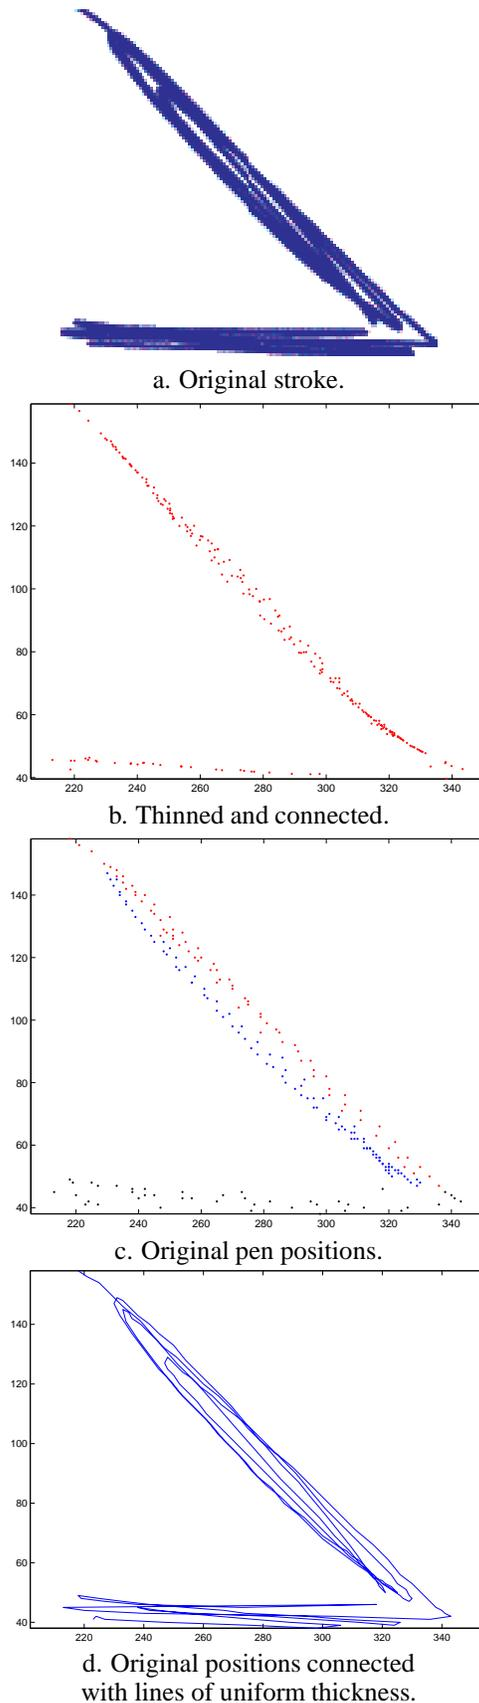 a. Original stroke.
140
120
100
80
60
40
220 240 260 280 300 320 340
b. Thinned and connected.
140
120
100
80
60
40
220 240 260 280 300 320 340
c. Original pen positions.
140
120
100
80
60
40
220 240 260 280 300 320 340
d. Original positions connected
with lines of uniform thickness.